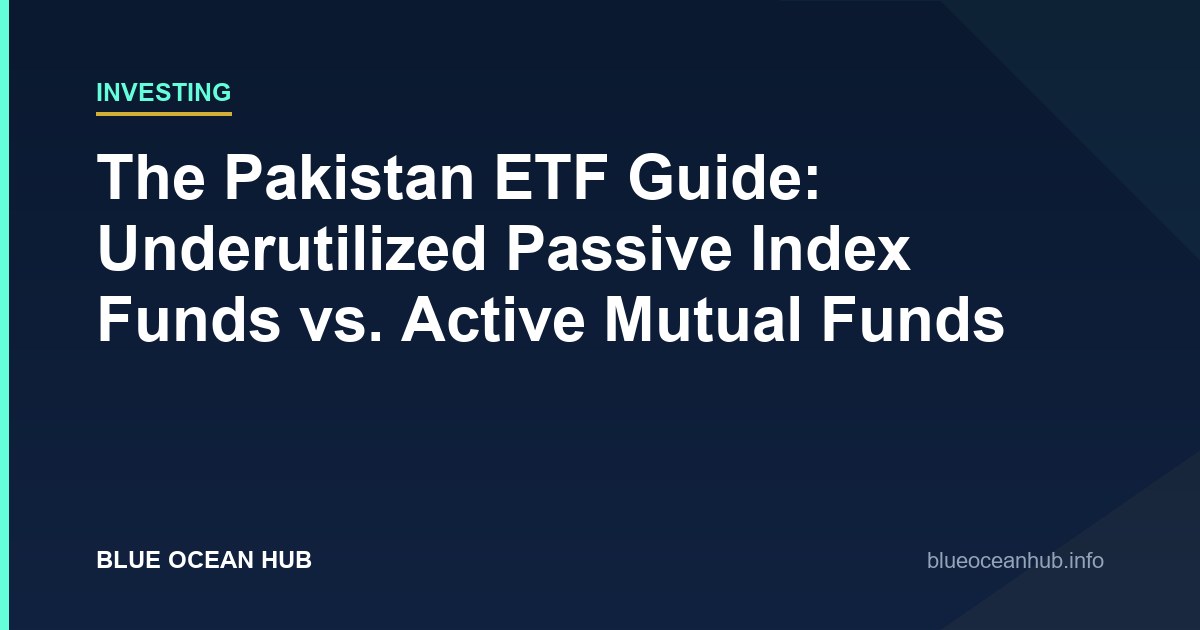 INVESTING
The Pakistan ETF Guide:
Underutilized Passive Index
Funds vs. Active Mutual Funds
BLUE OCEAN HUB
blueoceanhub.info